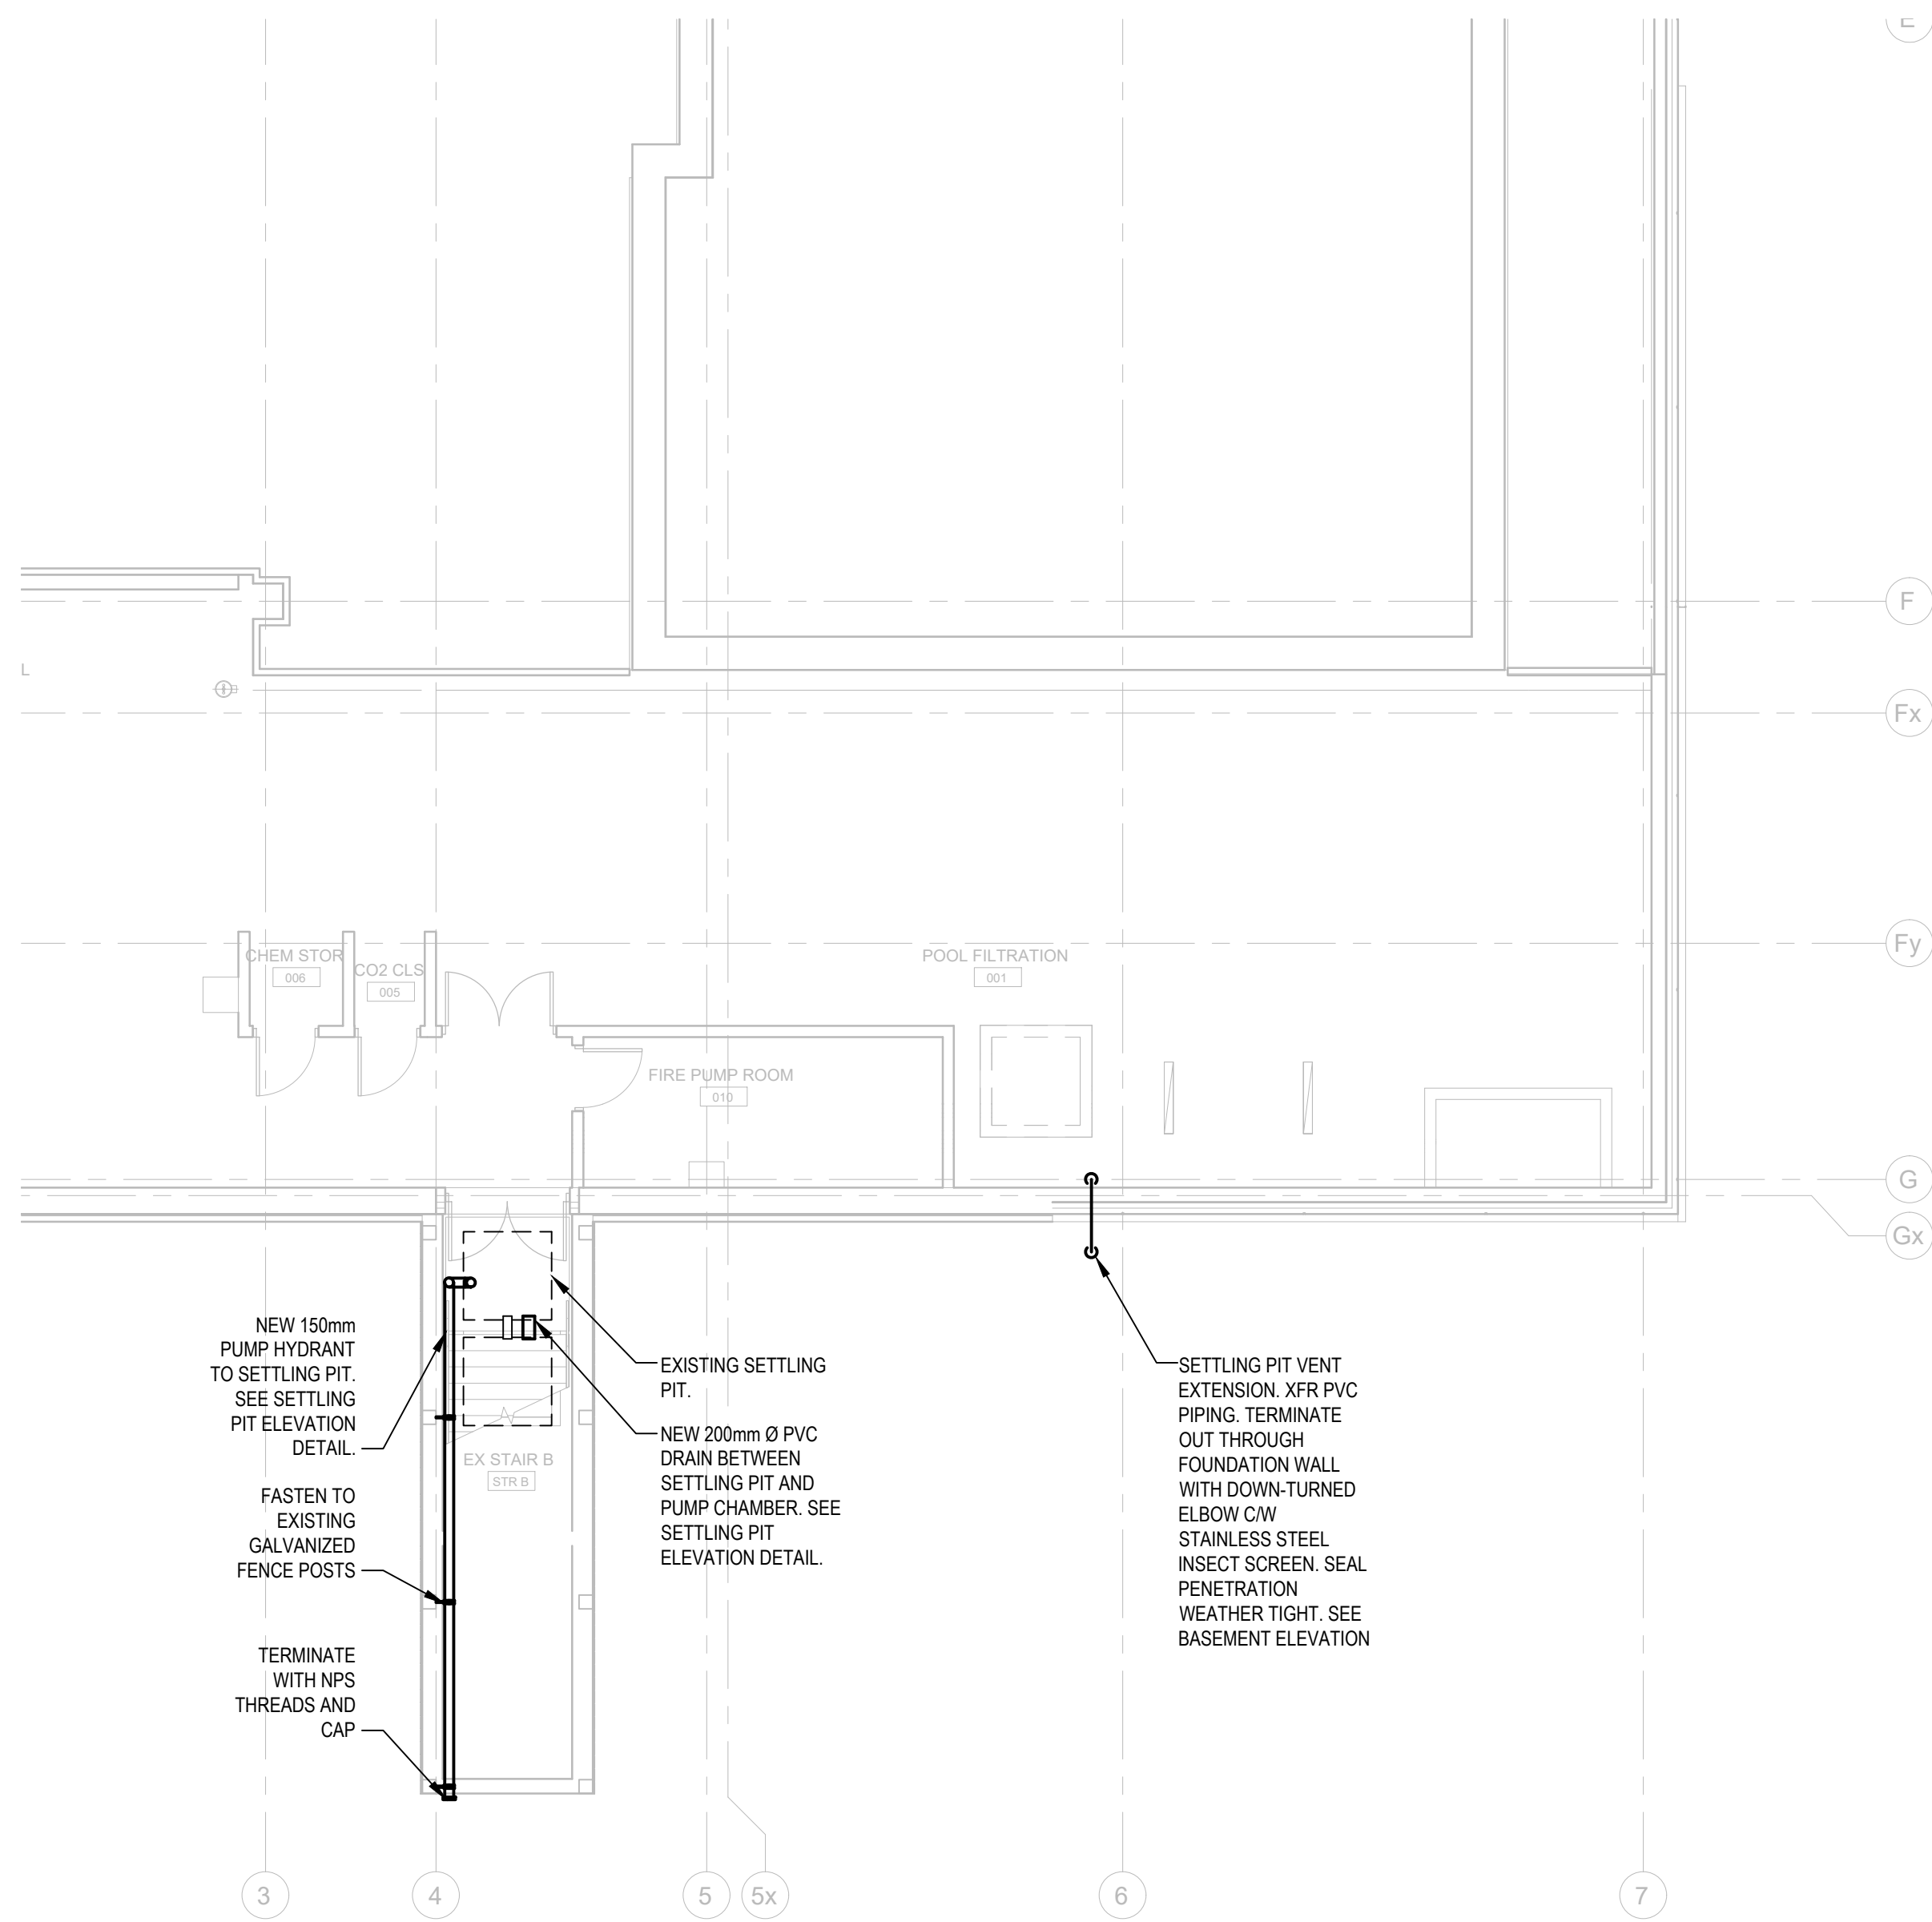 E
F
L
Fx
Fy
CHEM STOR
006
CO2 CLS
005
POOL FILTRATION
001
FIRE PUMP ROOM
010
G
Gx
NEW 150mm
PUMP HYDRANT
TO SETTLING PIT.
SEE SETTLING
PIT ELEVATION
DETAIL.
FASTEN TO
EXISTING
GALVANIZED
FENCE POSTS
TERMINATE
WITH NPS
THREADS AND
CAP
EX STAIR B
STR B
EXISTING SETTLING
PIT.
NEW 200mm Ø PVC
DRAIN BETWEEN
SETTLING PIT AND
PUMP CHAMBER. SEE
SETTLING PIT
ELEVATION DETAIL.
SETTLING PIT VENT
EXTENSION. XFR PVC
PIPING. TERMINATE
OUT THROUGH
FOUNDATION WALL
WITH DOWN-TURNED
ELBOW C/W
STAINLESS STEEL
INSECT SCREEN. SEAL
PENETRATION
WEATHER TIGHT. SEE
BASEMENT ELEVATION
3
4
5
5x
6
7